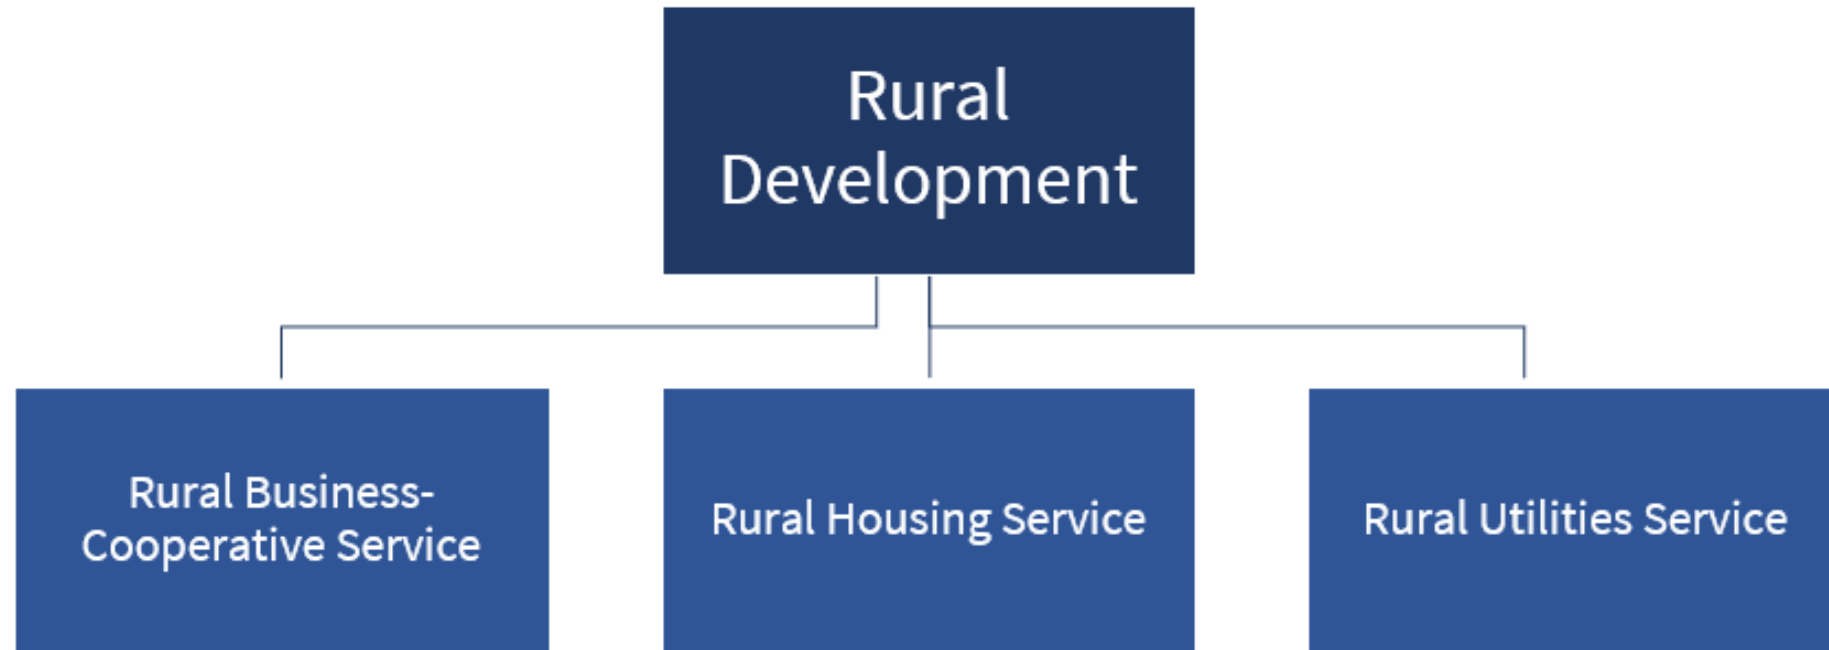 Rural
Development
Rural Business-
Cooperative Service
Rural Housing Service
Rural Utilities Service